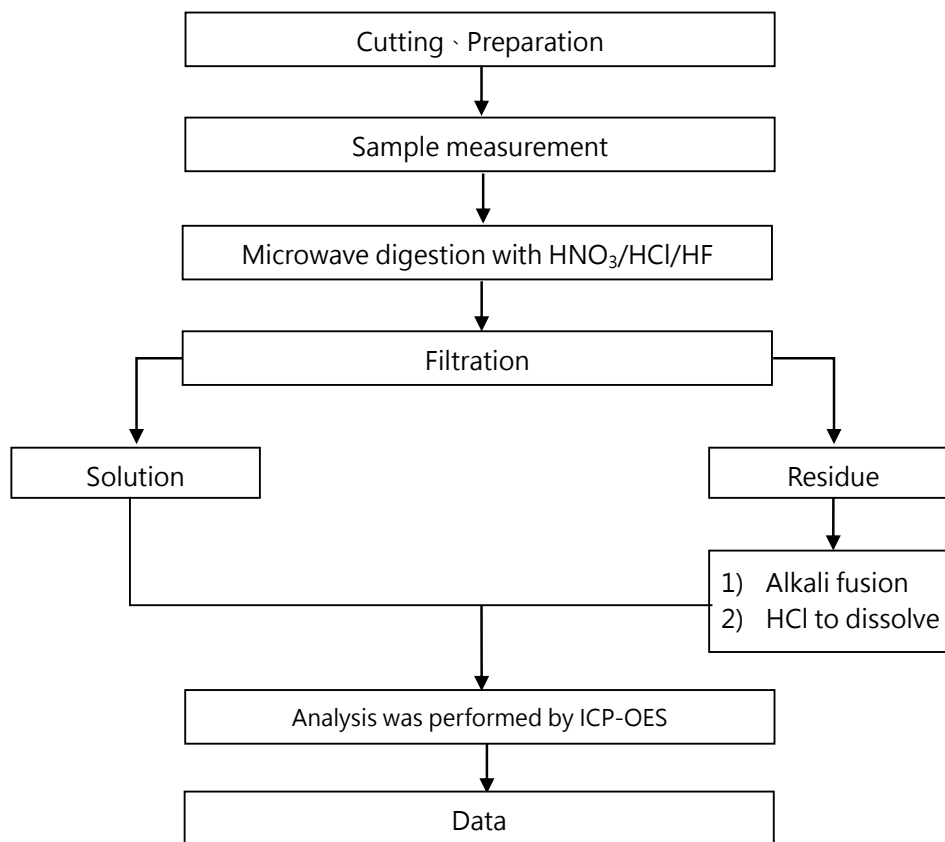 Cutting、Preparation
Sample measurement
Microwave digestion with HNO₃/HCl/HF
Filtration
Solution
Residue
1) Alkali fusion
2) HCl to dissolve
Analysis was performed by ICP-OES
Data